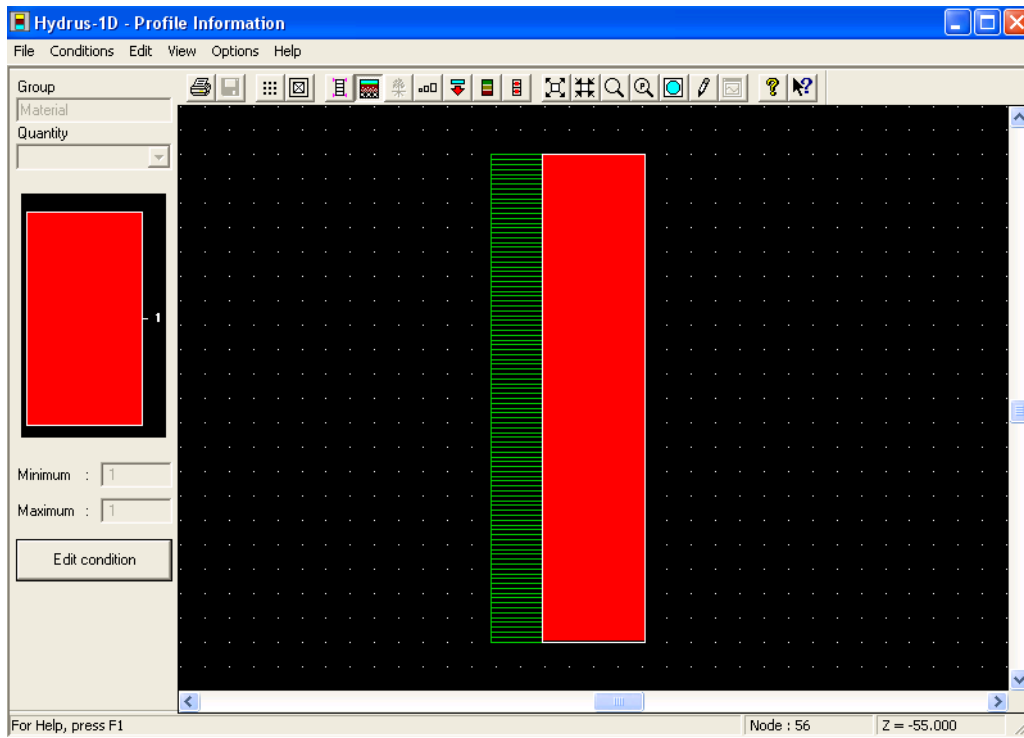 Hydrus-1D - Profile Information
File Conditions Edit View Options Help
Group
Material
Quantity
1
Minimum : 1
Maximum : 1
Edit condition
For Help, press F1
Node : 56
Z = -55.000